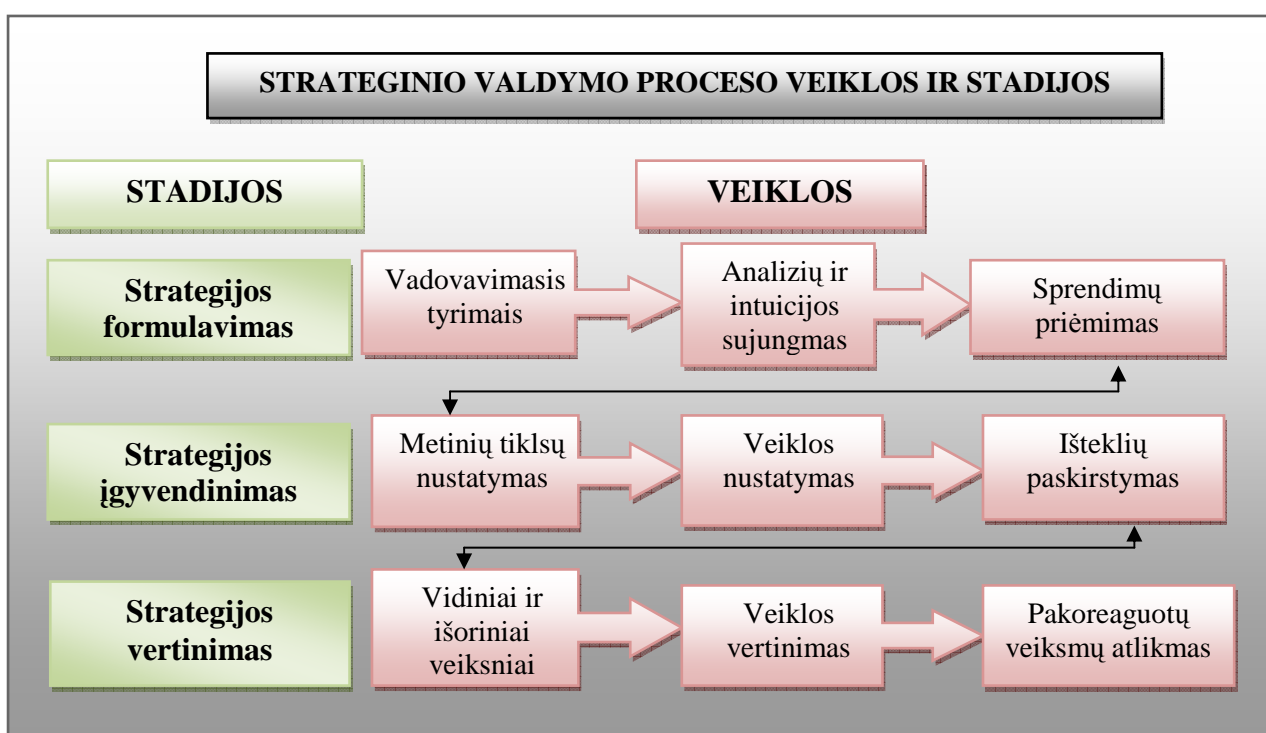 STRATEGINIO VALDYMO PROCESO VEIKLOS IR STADIJOS
STADIJOS
VEIKLOS
Strategijos
formulavimas
Vadovavimasis
tyrimais
Analizių ir
intuicijos
sujungmas
Sprendimų
priėmimas
Strategijos
įgyvendinimas
Metinių tiklsų
nustatymas
Veiklos
nustatymas
Išteklių
paskirstymas
Strategijos
vertinimas
Vidiniai ir
išoriniai
veiksniai
Veiklos
vertinimas
Pakoreaguotų
veiksmų atlikmas